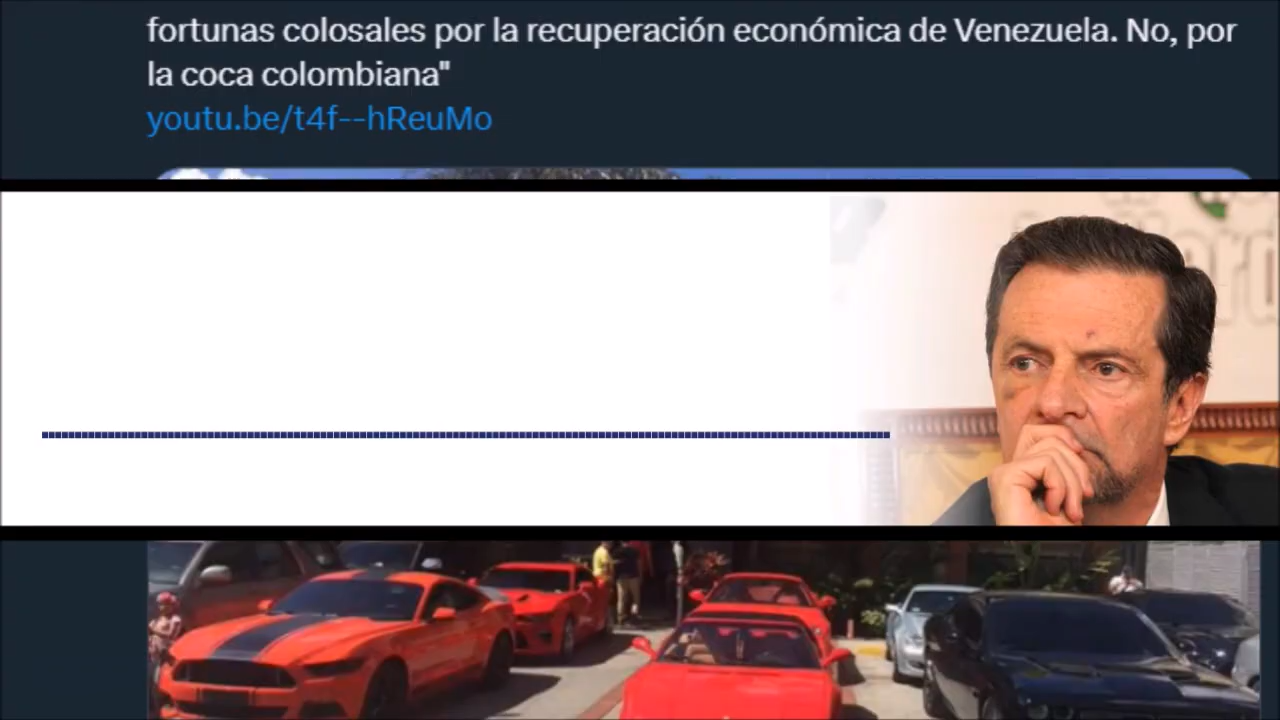 fortunas colosales por la recuperación económica de Venezuela. No, por
la coca colombiana"
youtu.be/t4f--hReuMo